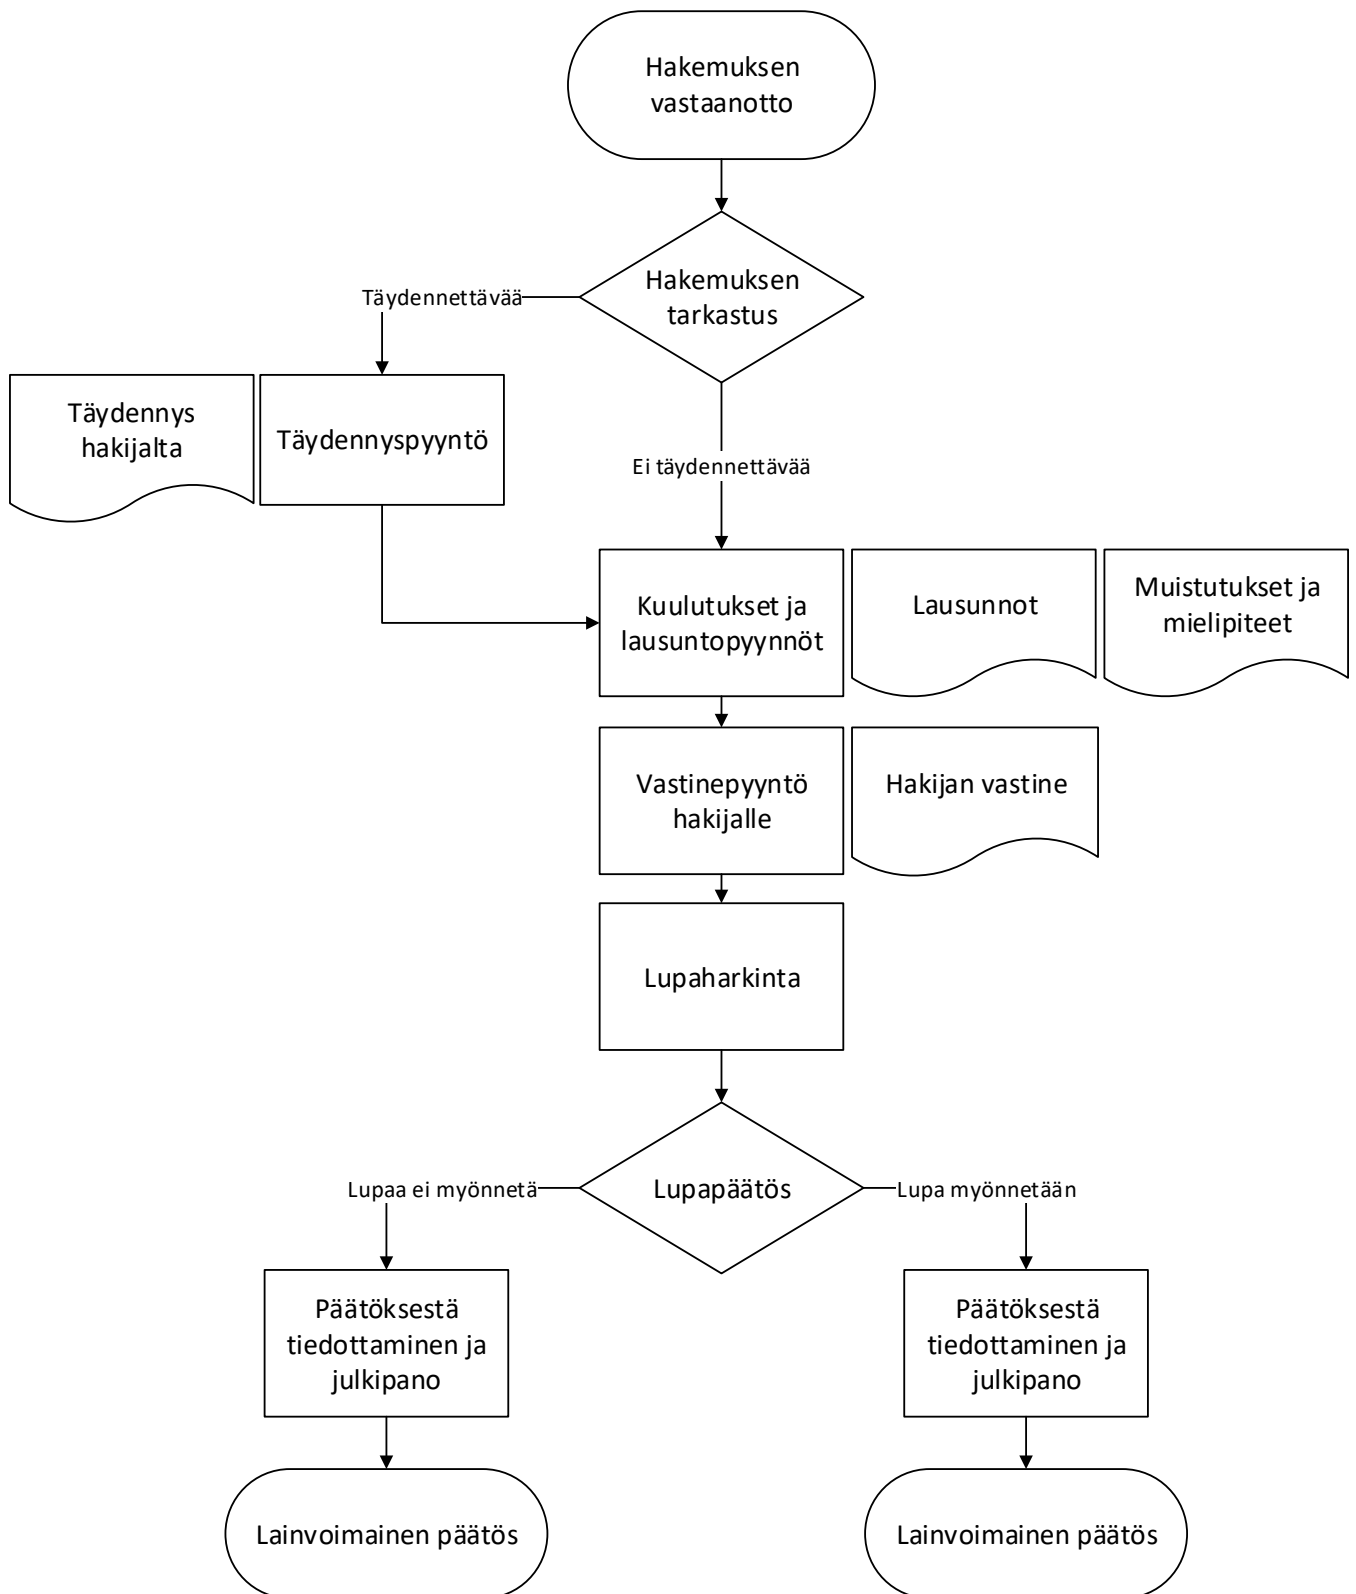 Hakemuksen
vastaanotto
Hakemuksen
tarkastus
Täydennettävää
Täydennys
hakijalta
Täydennyspyyntö
Ei täydennettävää
Kuulutukset ja
lausuntopyynnöt
Lausunnot
Muistutukset ja
mielipiteet
Vastinepyyntö
hakijalle
Hakijan vastine
Lupaharkinta
Lupapäätös
Lupaa ei myönnetä
Lupa myönnetään
Päätöksestä
tiedottaminen ja
julkipano
Päätöksestä
tiedottaminen ja
julkipano
Lainvoimainen päätös
Lainvoimainen päätös